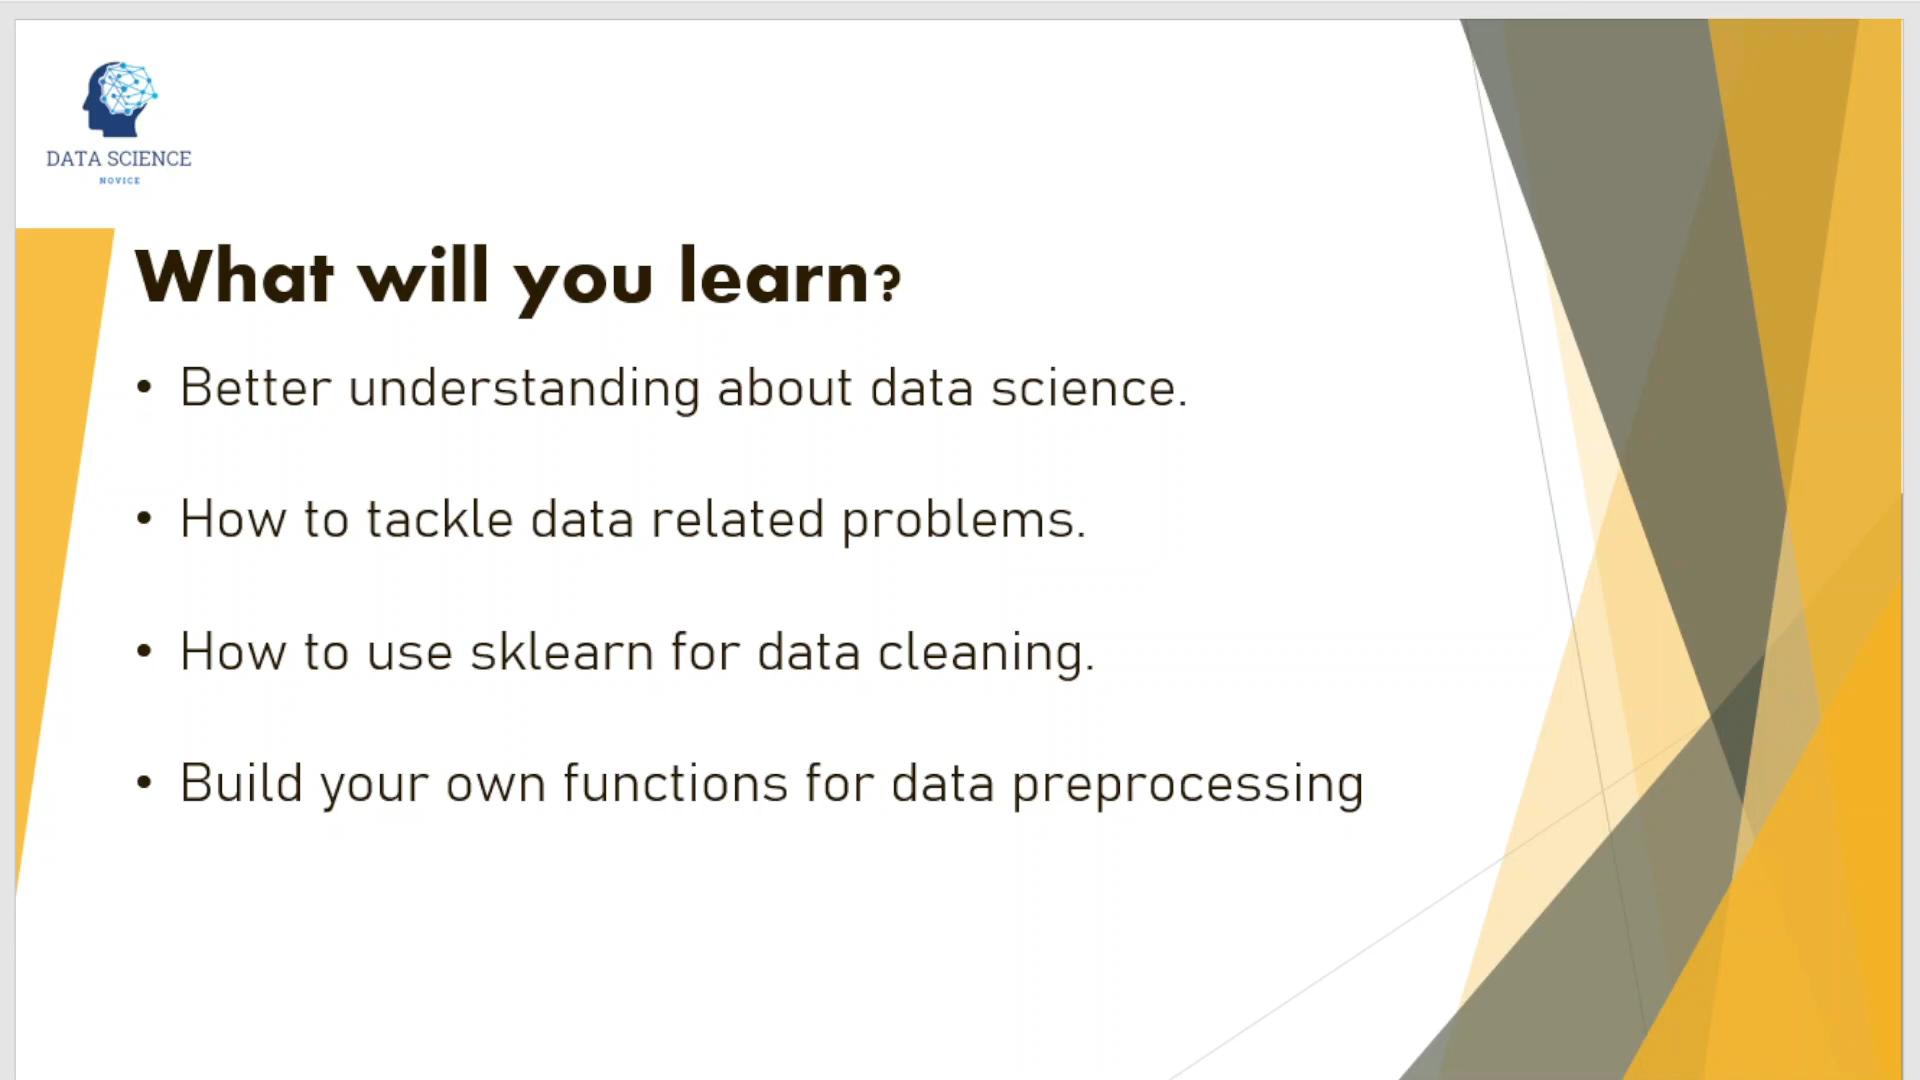 DATA SCIENCE
NOVICE
What will you learn?
• Better understanding about data science.
• How to tackle data related problems.
• How to use sklearn for data cleaning.
• Build your own functions for data preprocessing